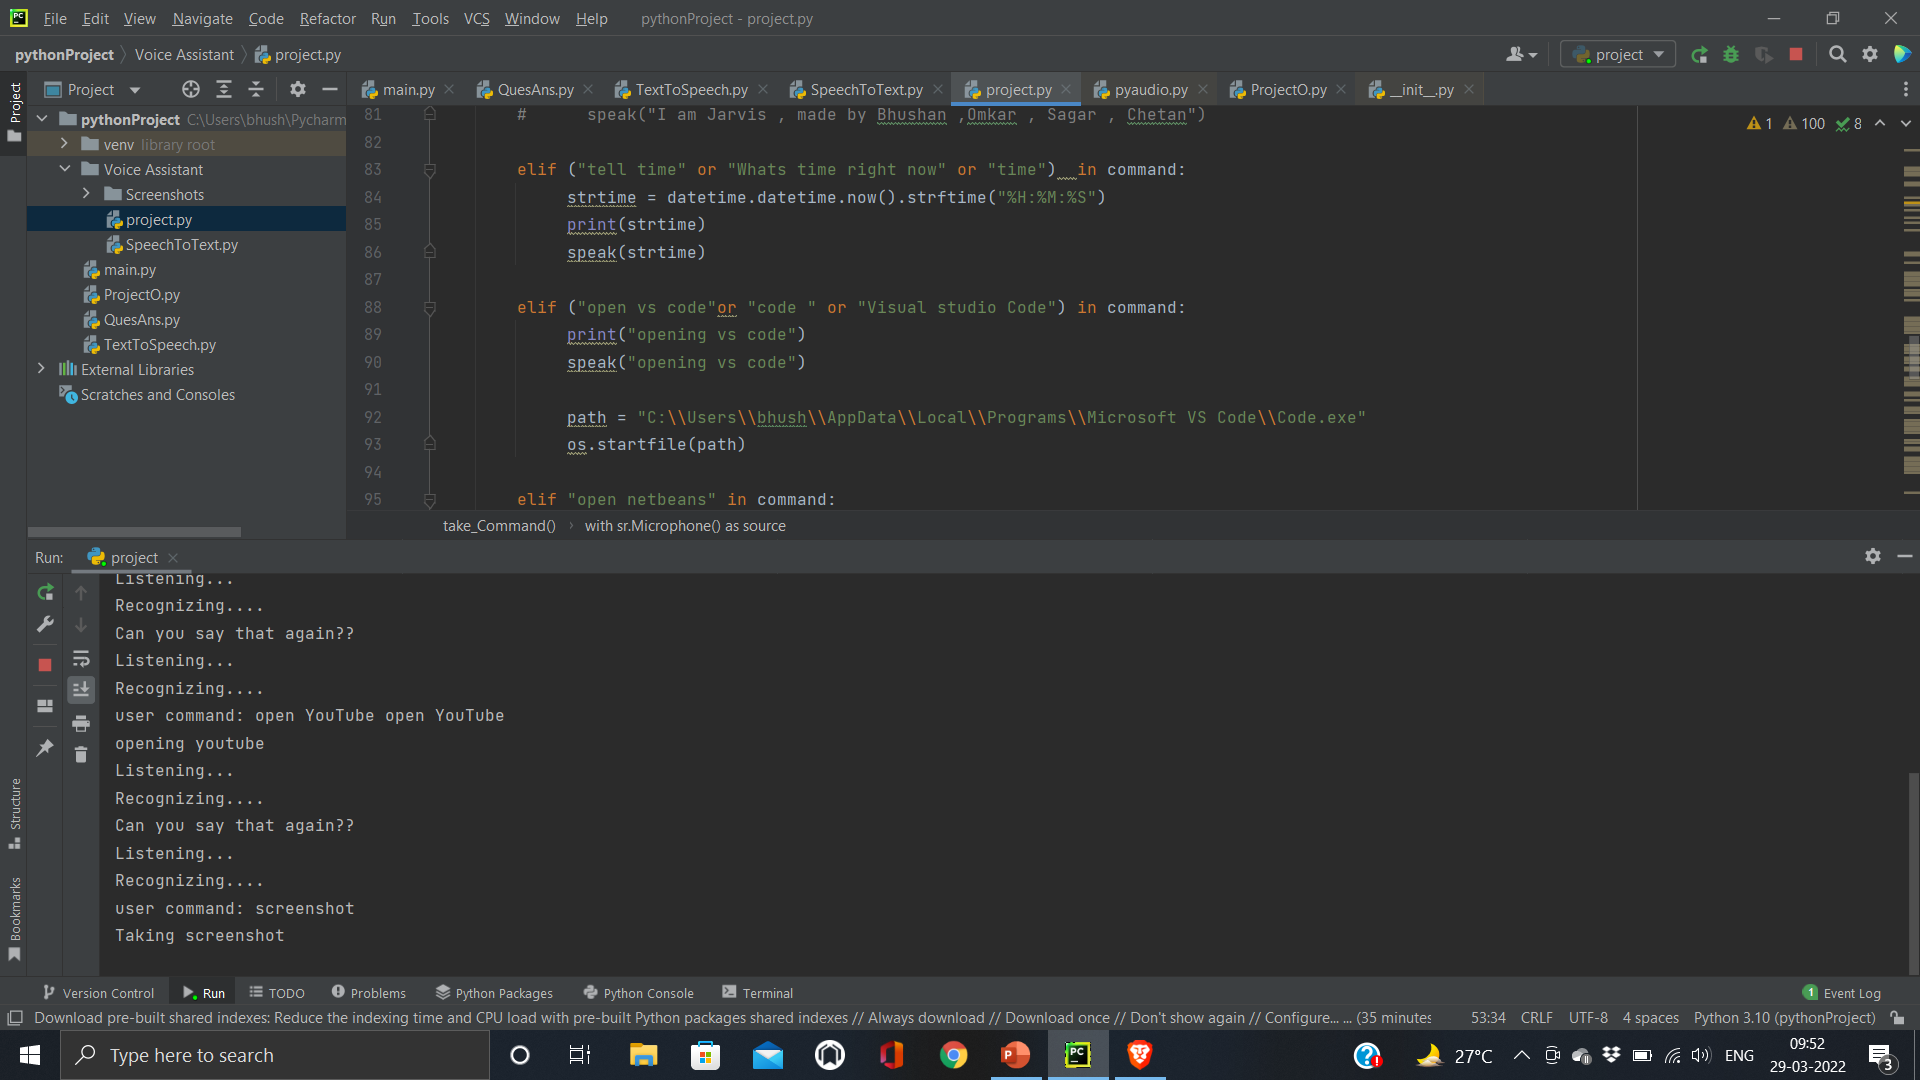 File Edit View Navigate Code Refactor Run Tools VCS Window Help pythonProject - project.py
pythonProject Voice Assistant project.py project
Project
Project main.py QuesAns.py TextToSpeech.py SpeechToText.py project.py pyaudio.py ProjectO.py __init__.py
pythonProject C:\Users\bhush\Pycharm
venv library root
Voice Assistant
Screenshots
project.py
SpeechToText.py
main.py
ProjectO.py
QuesAns.py
TextToSpeech.py
External Libraries
Scratches and Consoles
1 100 8
81 # speak("I am Jarvis , made by Bhushan ,Omkar , Sagar , Chetan")
82
83 elif ("tell time" or "Whats time right now" or "time")  in command:
84 strtime = datetime.datetime.now().strftime("%H:%M:%S")
85 print(strtime)
86 speak(strtime)
87
88 elif ("open vs code"or "code " or "Visual studio Code") in command:
89 print("opening vs code")
90 speak("opening vs code")
91
92 path = "C:\\Users\\bhush\\AppData\\Local\\Programs\\Microsoft VS Code\\Code.exe"
93 os.startfile(path)
94
95 elif "open netbeans" in command:
take_Command() with sr.Microphone() as source
Run: project
Listening...
Recognizing....
Can you say that again??
Listening...
Recognizing....
user command: open YouTube open YouTube
opening youtube
Listening...
Recognizing....
Can you say that again??
Listening...
Recognizing....
user command: screenshot
Taking screenshot
Structure
Bookmarks
Version Control Run TODO Problems Python Packages Python Console Terminal 1 Event Log
Download pre-built shared indexes: Reduce the indexing time and CPU load with pre-built Python packages shared indexes // Always download // Download once // Don't show again // Configure... ... (35 minutes 53:34 CRLF UTF-8 4 spaces Python 3.10 (pythonProject)
Type here to search 27°C ENG 09:52
29-03-2022
3